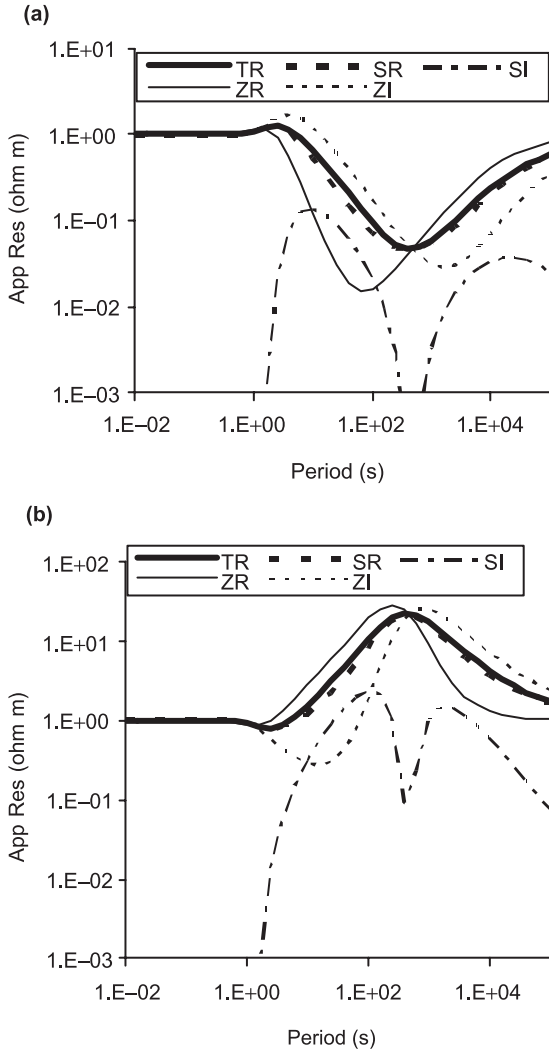 (a)
1.E+01
TR SR SI
ZR ZI
1.E+00
1.E–01
1.E–02
1.E–03
App Res (ohm m)
1.E–02 1.E+00 1.E+02 1.E+04
Period (s)
(b)
1.E+02
TR SR SI
ZR ZI
1.E+01
1.E+00
1.E–01
1.E–02
1.E–03
App Res (ohm m)
1.E–02 1.E+00 1.E+02 1.E+04
Period (s)